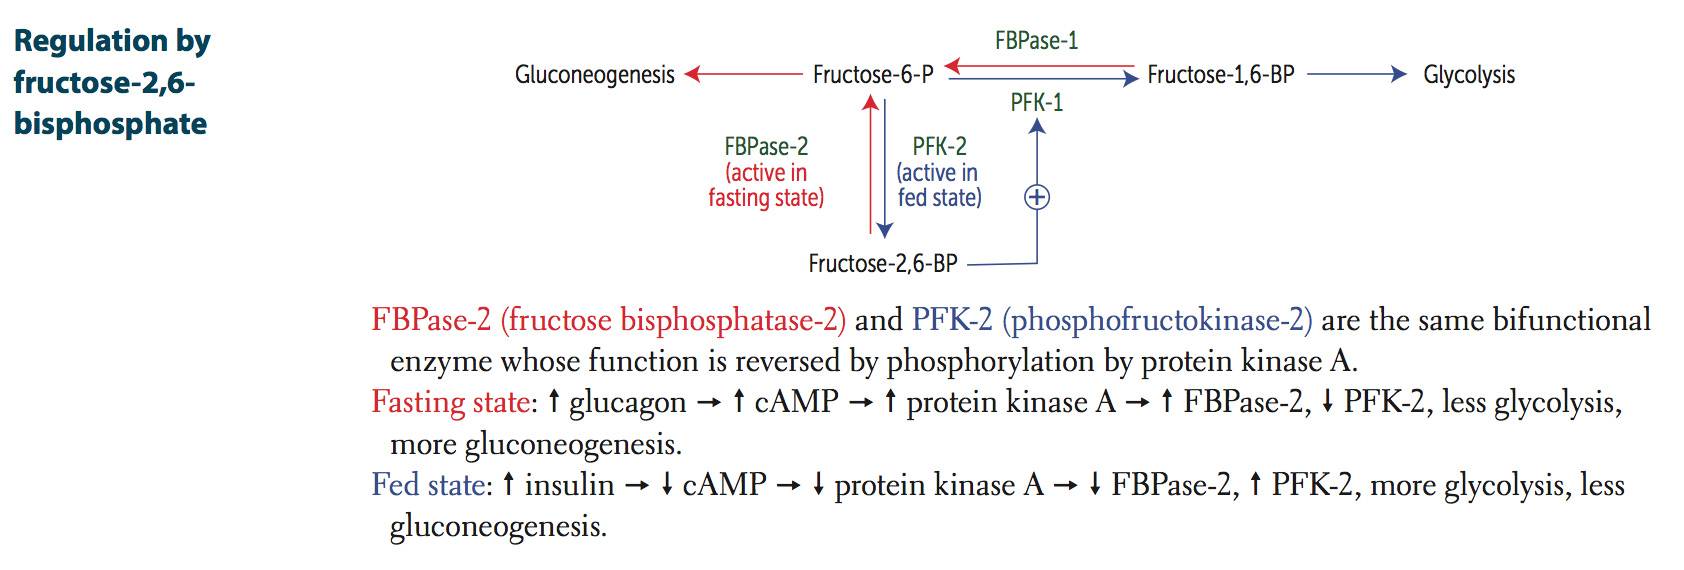 Regulation by
fructose-2,6-
bisphosphate
FBPase-1
Gluconeogenesis
Fructose-6-P
Fructose-1,6-BP
Glycolysis
PFK-1
FBPase-2
(active in
fasting state)
PFK-2
(active in
fed state)
+
Fructose-2,6-BP
FBPase-2 (fructose bisphosphatase-2) and PFK-2 (phosphofructokinase-2) are the same bifunctional
enzyme whose function is reversed by phosphorylation by protein kinase A.
Fasting state: ↑ glucagon → ↑ cAMP → ↑ protein kinase A → ↑ FBPase-2, ↓ PFK-2, less glycolysis,
more gluconeogenesis.
Fed state: ↑ insulin → ↓ cAMP → ↓ protein kinase A → ↓ FBPase-2, ↑ PFK-2, more glycolysis, less
gluconeogenesis.